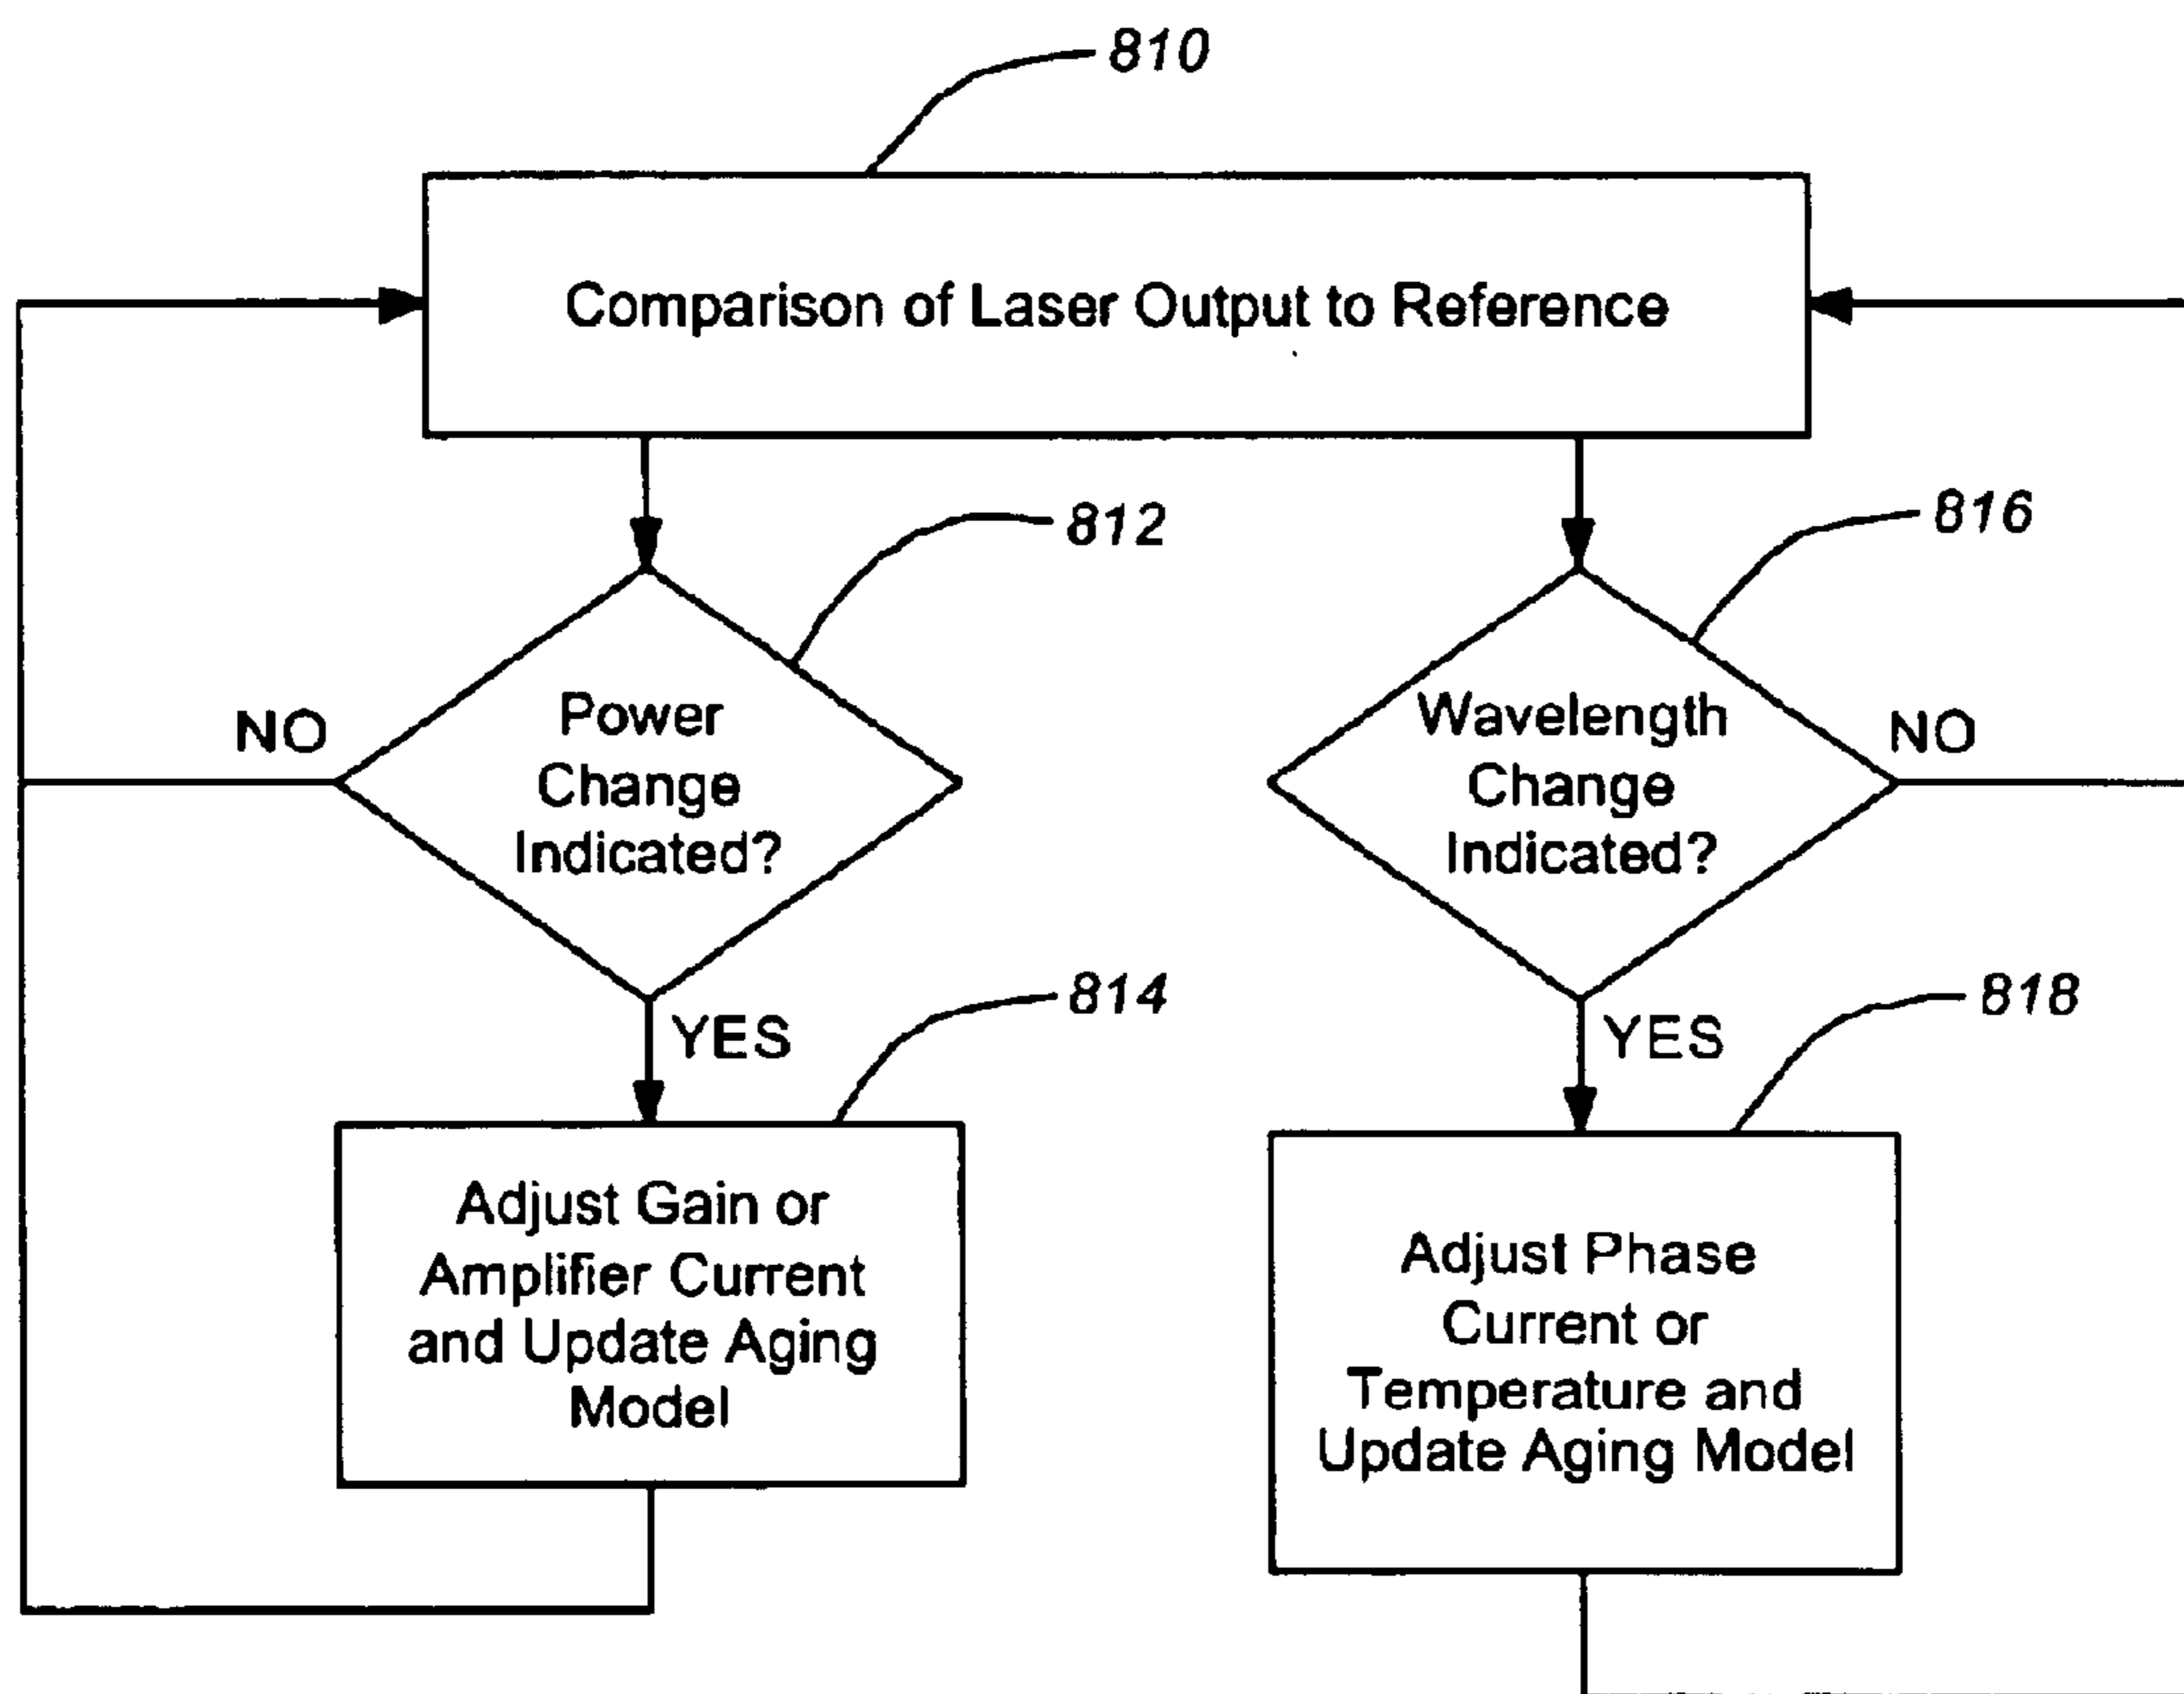 810
Comparison of Laser Output to Reference
812
816
Power
Change
Indicated?
NO
Wavelength
Change
Indicated?
NO
YES
814
YES
818
Adjust Gain or
Amplifier Current
and Update Aging
Model
Adjust Phase
Current or
Temperature and
Update Aging Model